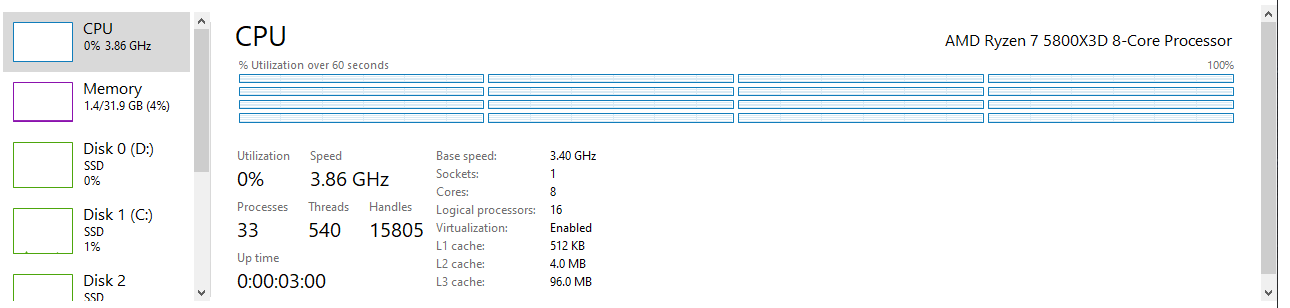 CPU
0% 3.86 GHz
Memory
1.4/31.9 GB (4%)
Disk 0 (D:)
SSD
0%
Disk 1 (C:)
SSD
1%
Disk 2
SSD
CPU
AMD Ryzen 7 5800X3D 8-Core Processor
% Utilization over 60 seconds
100%
Utilization Speed
0% 3.86 GHz
Processes Threads Handles
33 540 15805
Up time
0:00:03:00
Base speed: 3.40 GHz
Sockets: 1
Cores: 8
Logical processors: 16
Virtualization: Enabled
L1 cache: 512 KB
L2 cache: 4.0 MB
L3 cache: 96.0 MB